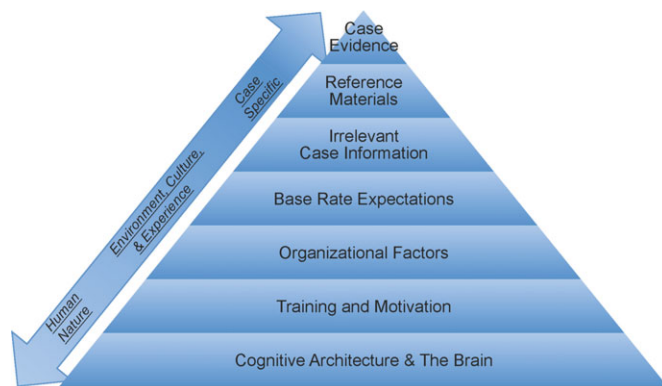 Case
Evidence
Reference
Materials
Irrelevant
Case Information
Base Rate Expectations
Organizational Factors
Training and Motivation
Cognitive Architecture & The Brain
Case
Specific
Environment, Culture,
& Experience
Human
Nature